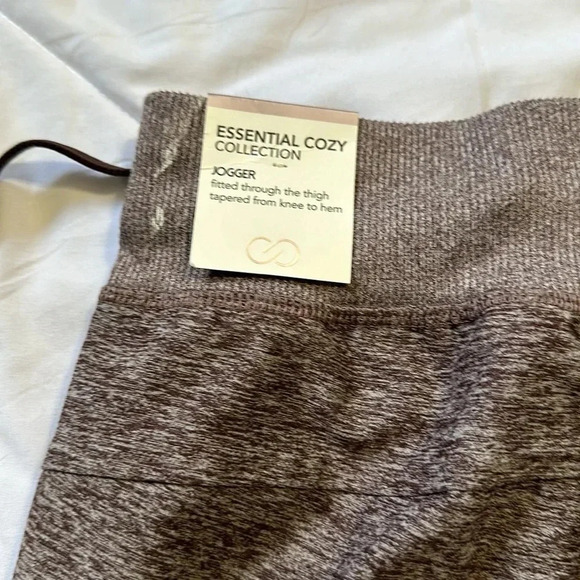 ESSENTIAL COZY
COLLECTION
JOGGER
fitted through the thigh
tapered from knee to hem